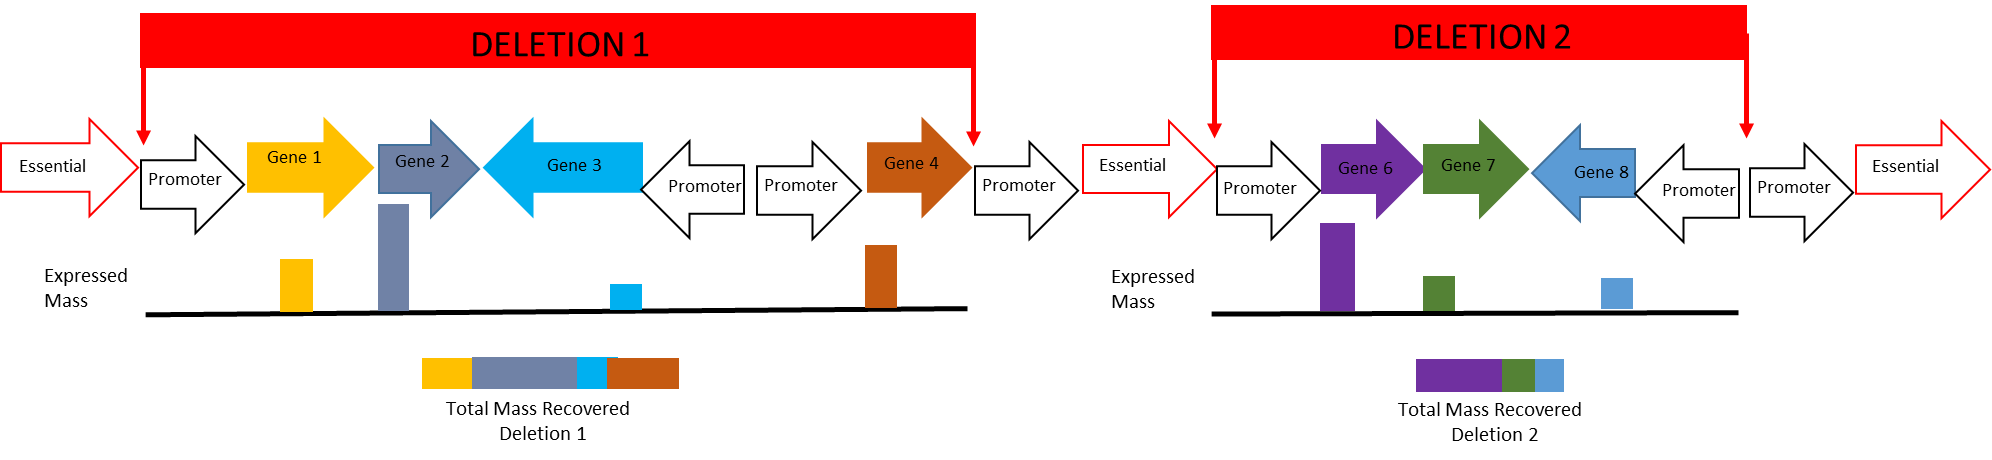 DELETION 1
DELETION 2
Essential
Promoter
Gene 1
Gene 2
Gene 3
Promoter
Promoter
Gene 4
Promoter
Essential
Promoter
Gene 6
Gene 7
Gene 8
Promoter
Promoter
Essential
Expressed
Mass
Expressed
Mass
Total Mass Recovered
Deletion 1
Total Mass Recovered
Deletion 2